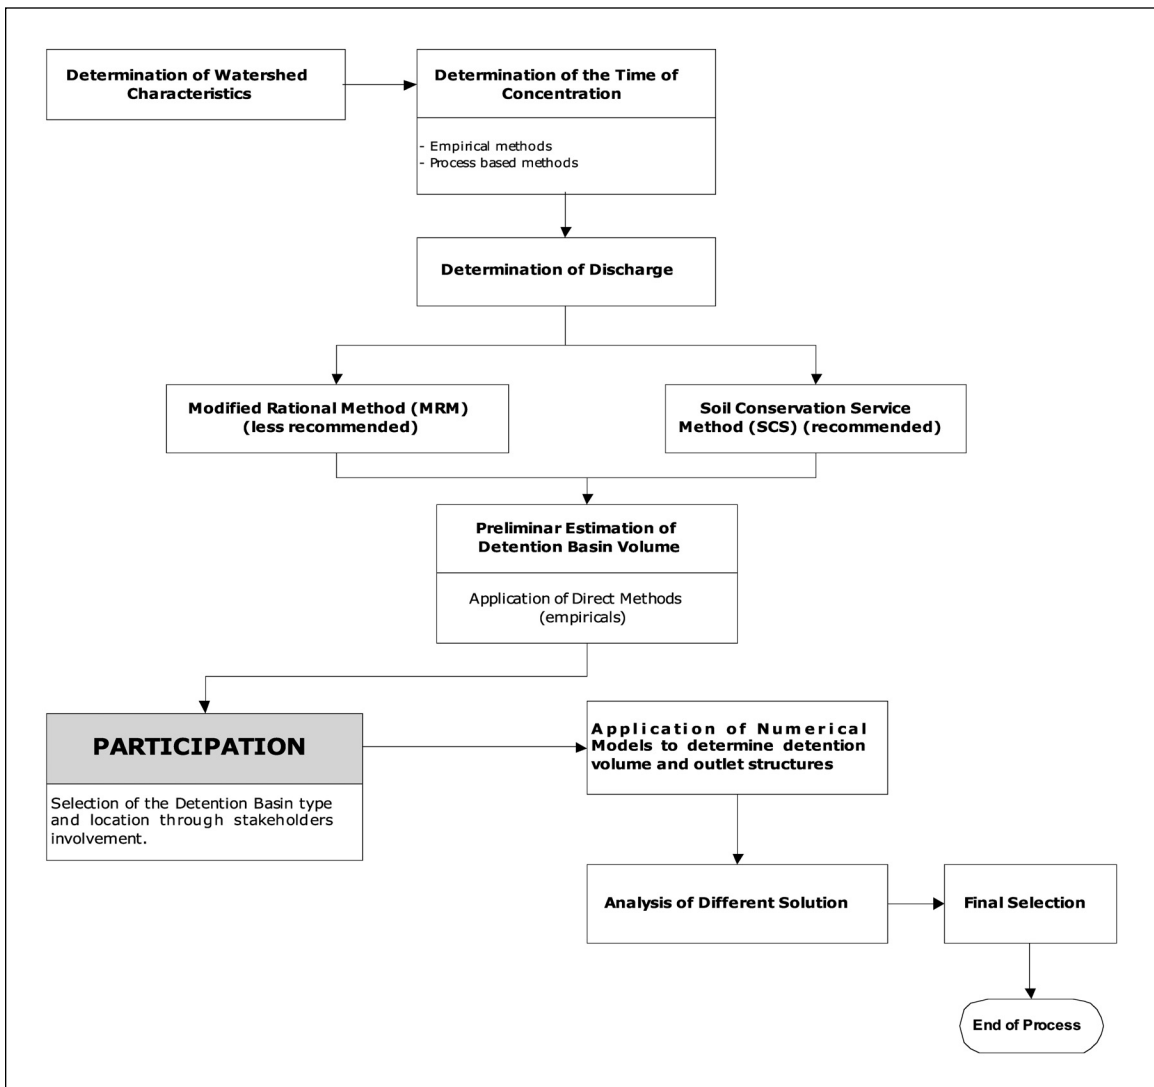 Determination of Watershed
Characteristics
Determination of the Time of
Concentration
- Empirical methods
- Process based methods
Determination of Discharge
Modified Rational Method (MRM)
(less recommended)
Soil Conservation Service
Method (SCS) (recommended)
Preliminar Estimation of
Detention Basin Volume
Application of Direct Methods
(empiricals)
PARTICIPATION
Selection of the Detention Basin type
and location through stakeholders
involvement.
Application of Numerical
Models to determine detention
volume and outlet structures
Analysis of Different Solution
Final Selection
End of Process